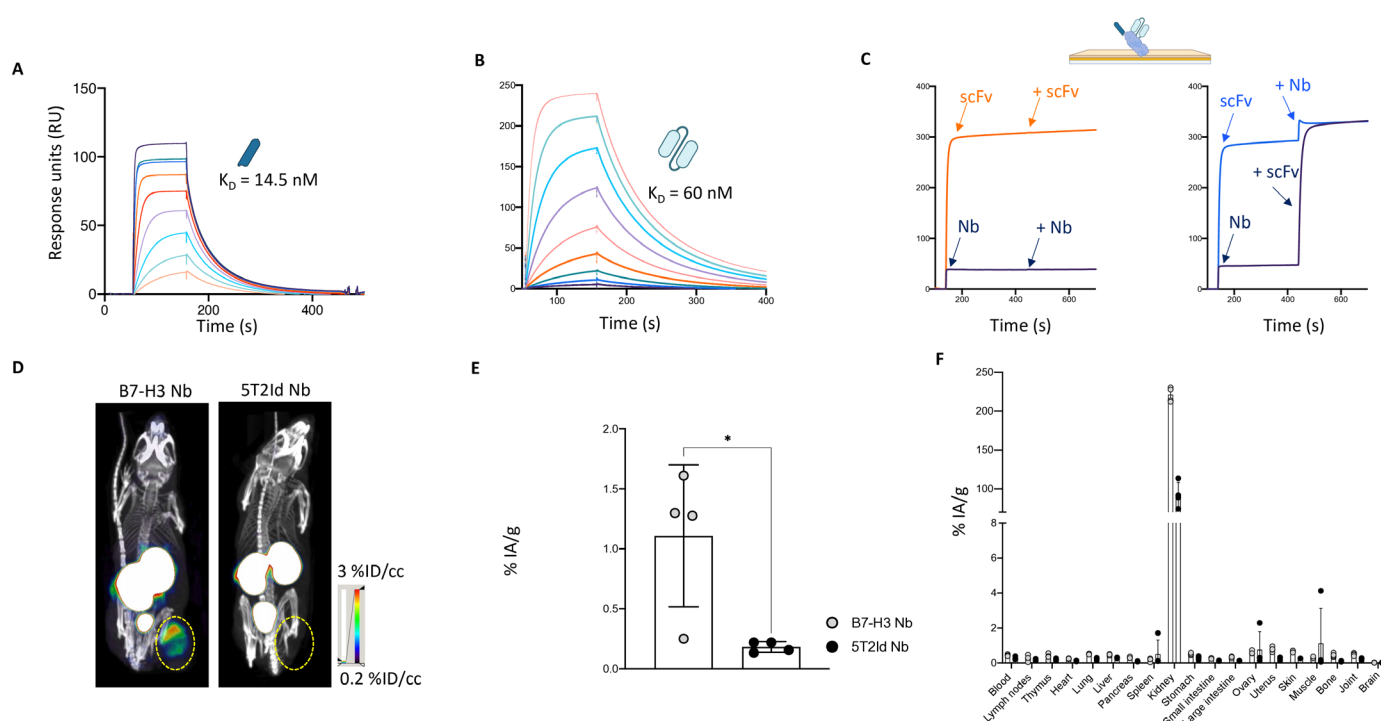 A
Response units (RU)
150
100
50
0
0
200
400
Time (s)
K_D = 14.5 nM
B
250
200
150
100
50
0
100
200
300
400
Time (s)
K_D = 60 nM
C
400
300
200
100
0
200
400
600
Time (s)
scFv
+ scFv
Nb
+ Nb
400
300
200
100
0
200
400
600
Time (s)
scFv
+ Nb
+ scFv
Nb
D
B7-H3 Nb
5T2Id Nb
3 %ID/cc
0.2 %ID/cc
E
% IA/g
2.0
1.5
1.0
0.5
0.0
*
B7-H3 Nb
5T2Id Nb
F
% IA/g
250
200
150
100
50
8
6
4
2
0
Blood
Lymph nodes
Thymus
Heart
Lung
Liver
Pancreas
Spleen
Kidney
Stomach
Small intestine
Large intestine
Ovary
Uterus
Skin
Muscle
Bone
Joint
Brain